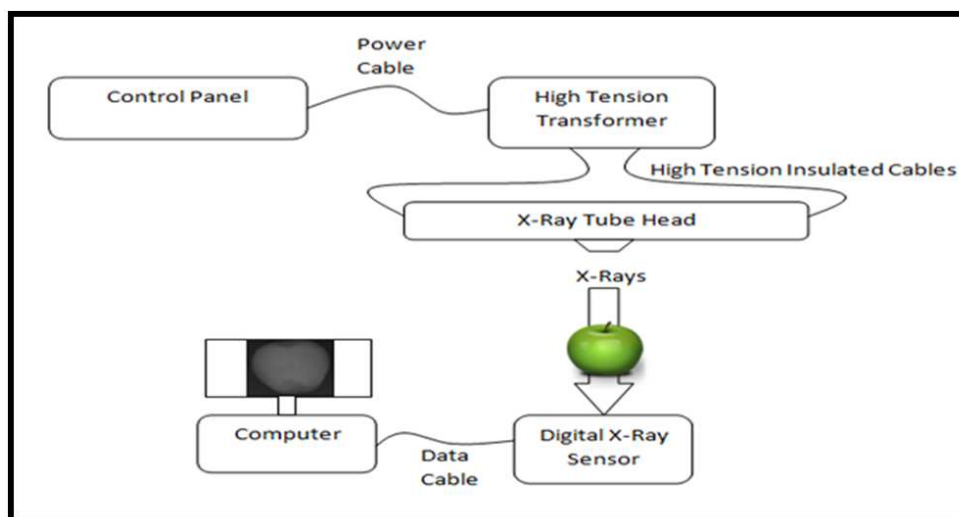 Power
Cable
Control Panel
High Tension
Transformer
High Tension Insulated Cables
X-Ray Tube Head
X-Rays
Computer
Digital X-Ray
Sensor
Data
Cable